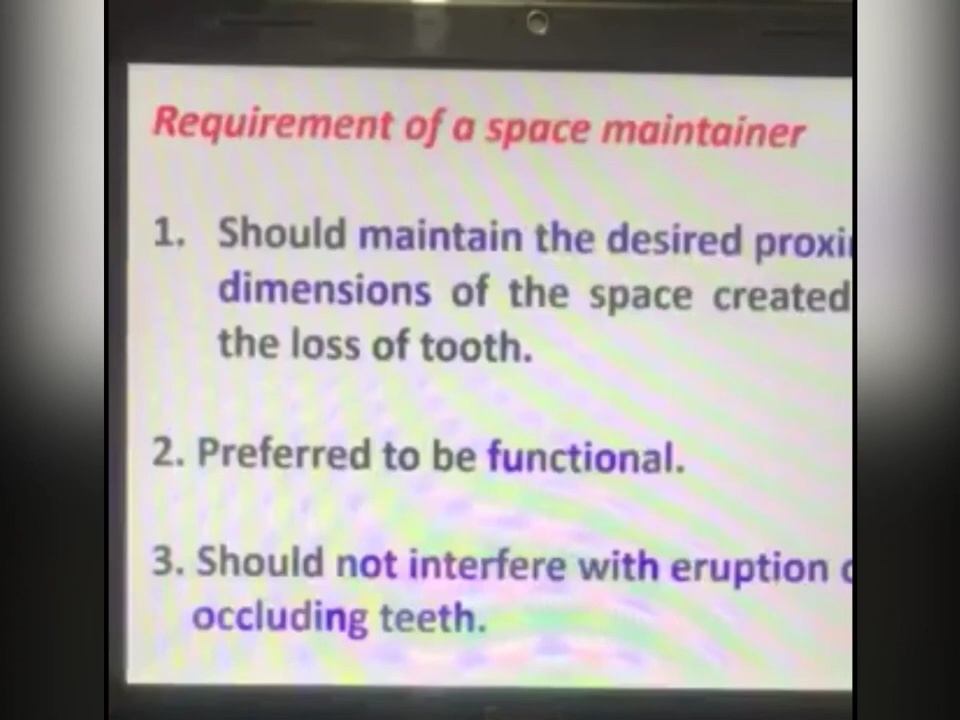 Requirement of a space maintainer
1. Should maintain the desired
dimensions of the space created
the loss of tooth.
2. Preferred to be functional.
3. Should not interfere with eruption
occluding teeth.